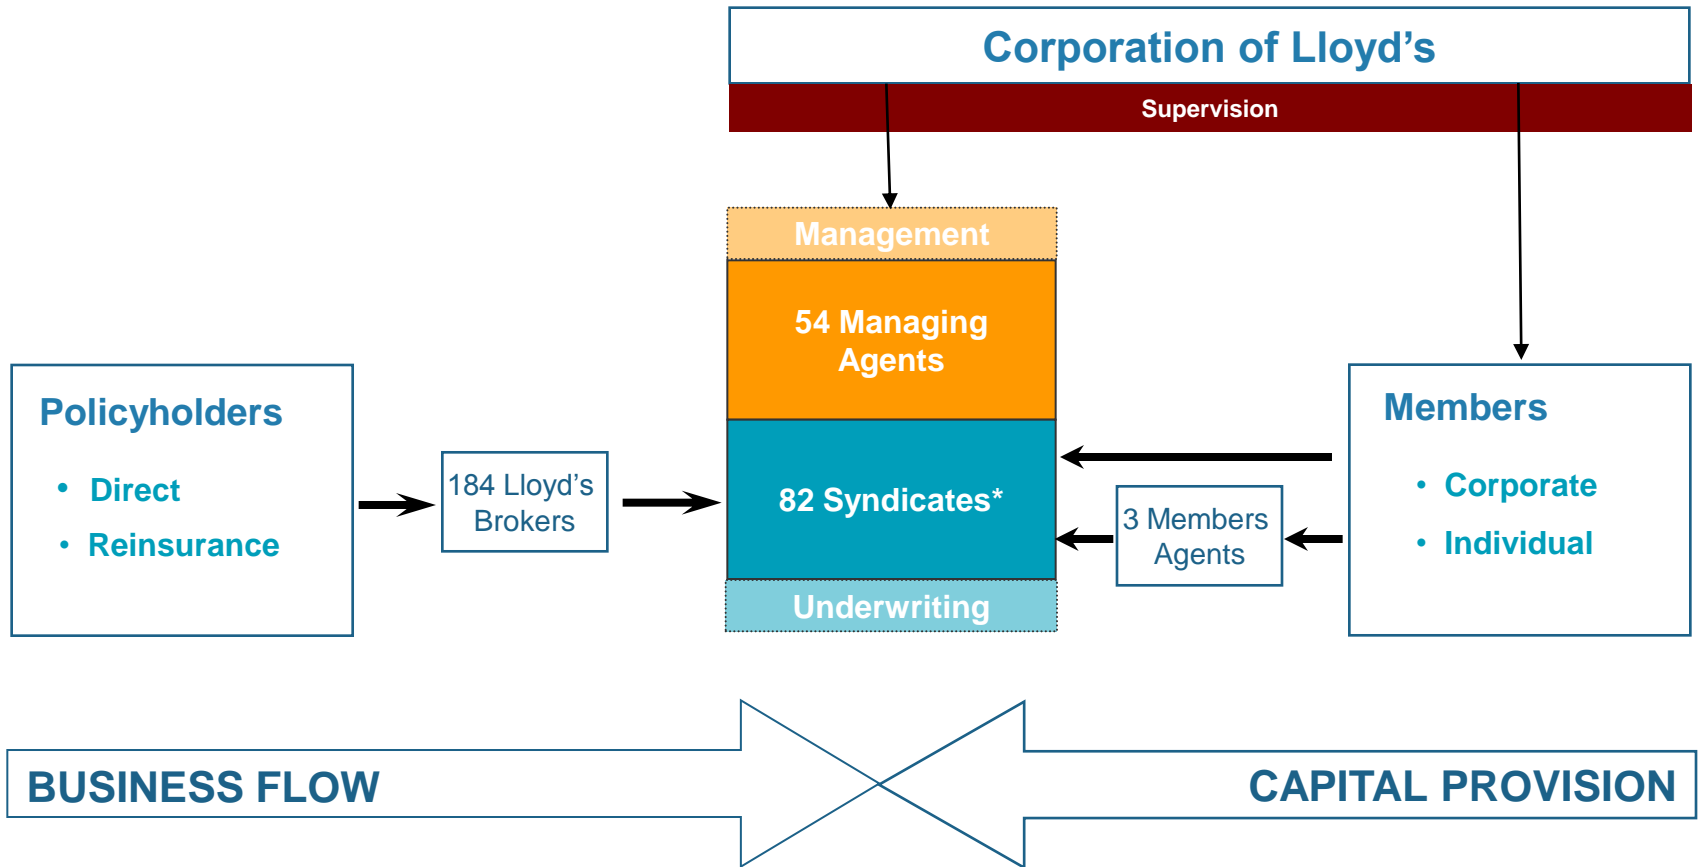 Corporation of Lloyd’s
Supervision
Management
54 Managing
Agents
82 Syndicates*
Underwriting
Policyholders
• Direct
• Reinsurance
184 Lloyd’s
Brokers
3 Members
Agents
Members
• Corporate
• Individual
BUSINESS FLOW
CAPITAL PROVISION